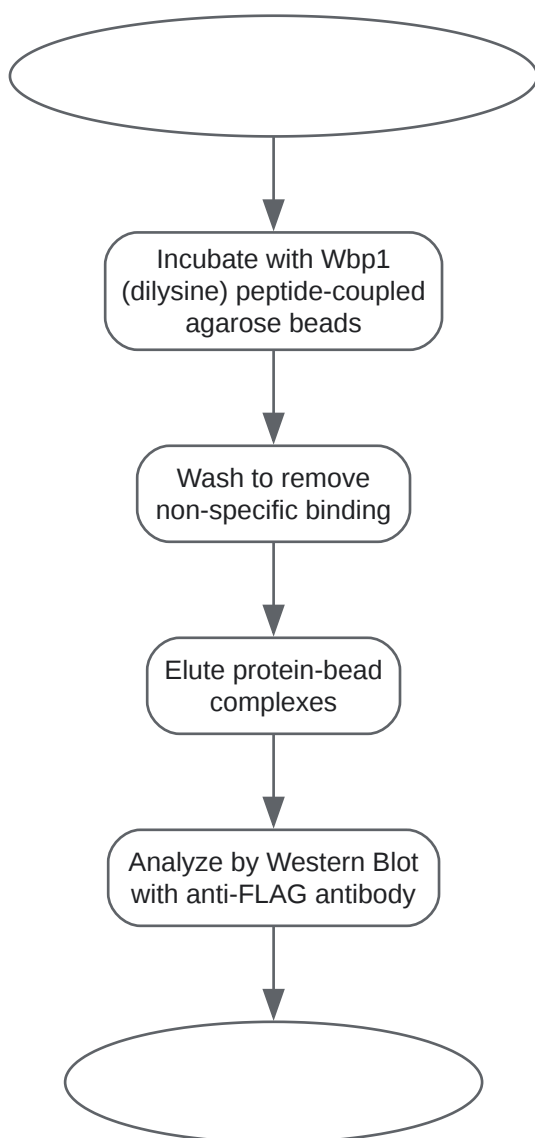 Incubate with Wbp1
(dilysine) peptide-coupled
agarose beads
Wash to remove
non-specific binding
Elute protein-bead
complexes
Analyze by Western Blot
with anti-FLAG antibody